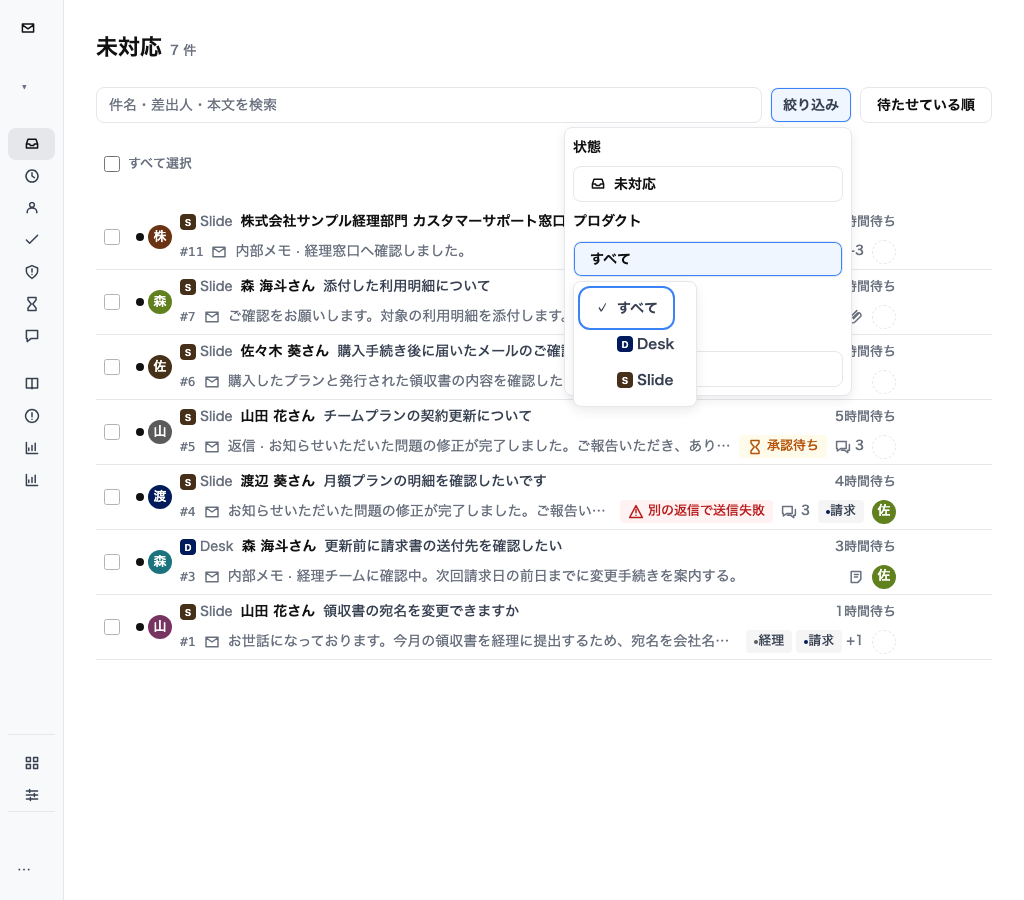 未対応 7 件
件名・差出人・本文を検索
絞り込み
待たせている順
すべて選択
状態
未対応
プロダクト
すべて
✓ すべて
D Desk
S Slide
S Slide 株式会社サンプル経理部門 カスタマーサポート窓口
時間待ち
株
#11 内部メモ · 経理窓口へ確認しました。
+3
S Slide 森 海斗さん 添付した利用明細について
時間待ち
森
#7 ご確認をお願いします。対象の利用明細を添付します。
S Slide 佐々木 葵さん 購入手続き後に届いたメールのご確認
時間待ち
佐
#6 購入したプランと発行された領収書の内容を確認した
S Slide 山田 花さん チームプランの契約更新について
5時間待ち
山
#5 返信 · お知らせいただいた問題の修正が完了しました。ご報告いただき、あり…
承認待ち
3
S Slide 渡辺 葵さん 月額プランの明細を確認したいです
4時間待ち
渡
#4 お知らせいただいた問題の修正が完了しました。ご報告い…
別の返信で送信失敗
3
•請求
佐
D Desk 森 海斗さん 更新前に請求書の送付先を確認したい
3時間待ち
森
#3 内部メモ · 経理チームに確認中。次回請求日の前日までに変更手続きを案内する。
佐
S Slide 山田 花さん 領収書の宛名を変更できますか
1時間待ち
山
#1 お世話になっております。今月の領収書を経理に提出するため、宛名を会社名…
•経理
•請求
+1
…